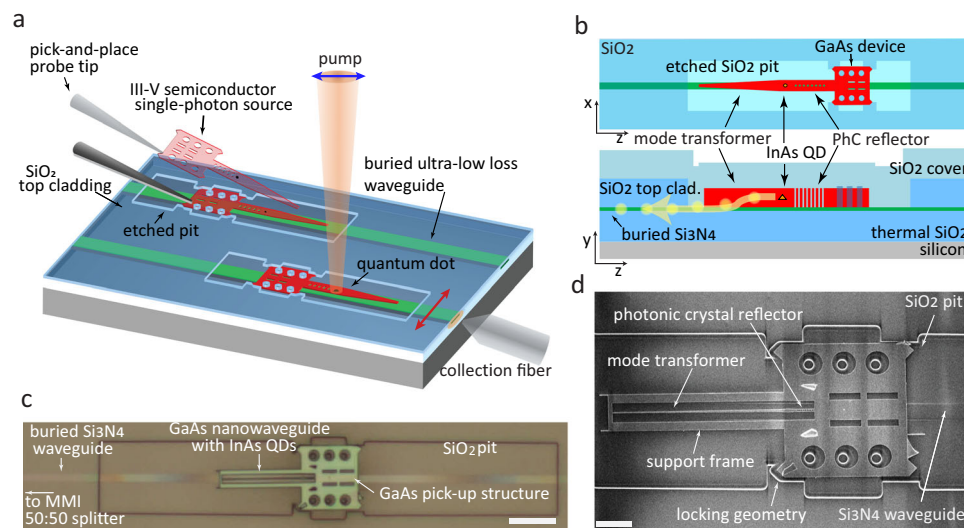 a
pick-and-place
probe tip
III-V semiconductor
single-photon source
pump
SiO₂
top cladding
buried ultra-low loss
waveguide
etched pit
quantum dot
collection fiber
b
SiO2
GaAs device
etched SiO2 pit
x
z
mode transformer
PhC reflector
InAs QD
SiO2 cover
SiO2 top clad.
buried Si3N4
thermal SiO2
silicon
y
z
c
buried Si3N4
waveguide
GaAs nanowaveguide
with InAs QDs
SiO2 pit
GaAs pick-up structure
to MMI
50:50 splitter
d
SiO2 pit
photonic crystal reflector
mode transformer
support frame
locking geometry
Si3N4 waveguide